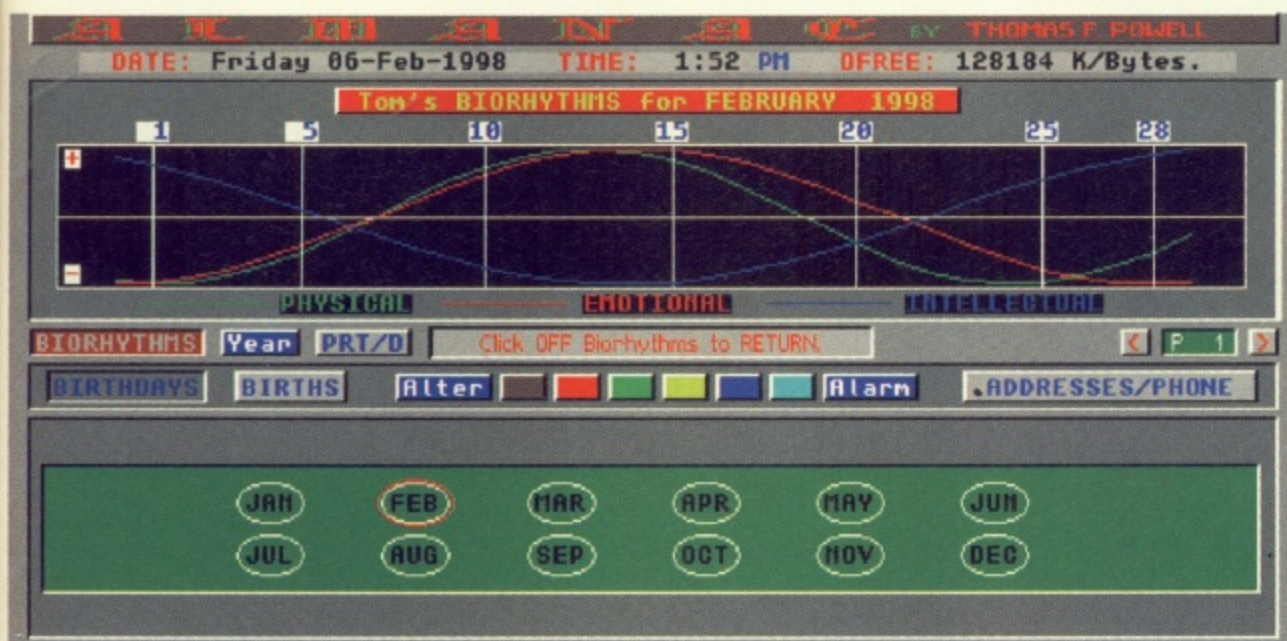 ALMANAC BY THOMAS F POWELL
DATE: Friday 06-Feb-1998 TIME: 1:52 PM DFREE: 128184 K/Bytes.
Tom's BIORHYTHMS for FEBRUARY 1998
1 5 10 15 20 25 28
+
-
PHYSICAL EMOTIONAL INTELLECTUAL
BIORHYTHMS Year PRT/D Click OFF Biorhythms to RETURN. < P 1 >
BIRTHDAYS BIRTHS Alter Alarm .ADDRESSES/PHONE
JAN FEB MAR APR MAY JUN
JUL AUG SEP OCT NOV DEC